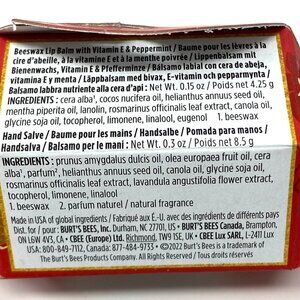 Beeswax Lip Balm with Vitamin E & Peppermint / Baume pour les lèvres à la
cire d'abeille, à la vitamine E et à la menthe poivrée / Lippenbalsam mit
Bienenwachs, Vitamin E & Pfefferminze / Bálsamo labial con cera de abeja,
vitamina E y menta / Läppbalsam med bivax, E-vitamin och pepparmynta /
Balsamo labbra nutriente alla cera d'api : Net Wt. 0.15 oz / Poids net 4.25 g
INGREDIENTS : cera alba¹, cocos nucifera oil, helianthus annuus seed oil,
mentha piperita oil, lanolin, rosmarinus officinalis leaf extract, canola oil,
glycine soja oil, tocopherol, limonene, linalool, eugenol   1. beeswax
Hand Salve / Baume pour les mains / Handsalbe / Pomada para manos /
Handsalva / Balsamo per le mani : Net Wt. 0.3 oz / Poids net 8.5 g
INGREDIENTS : prunus amygdalus dulcis oil, olea europaea fruit oil, cera
alba¹, parfum², helianthus annuus seed oil, canola oil, glycine soja oil,
rosmarinus officinalis leaf extract, lavandula angustifolia flower extract,
tocopherol, limonene, linalool
1. beeswax   2. parfum naturel / natural fragrance
Made in USA of global ingredients / Fabriqué aux É.-U. avec des ingrédients de différents pays
Dist. for / pour : BURT'S BEES, Inc. Durham, NC 27701, US • BURT'S BEES Canada, Brampton,
ON L6W 4V3, CA • CBEE (Europe) Ltd. Richmond, TW9 1SE, UK • CBEE Lux SARL, L-2411 LUX
USA: 800-849-7112, Canada: 877-484-9733 • ©2022 Burt's Bees is a trademark of
The Burt's Bees Products Company. All Rights Reserved / Tous droits réservés